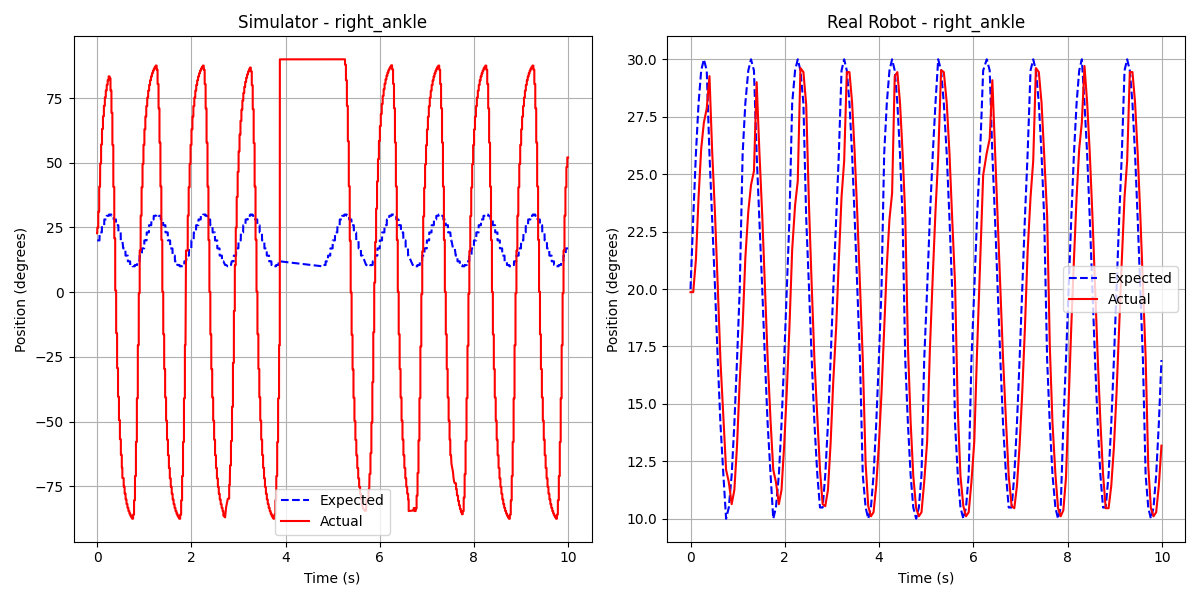 Simulator - right_ankle
Position (degrees)
75
50
25
0
−25
−50
−75
0
2
4
6
8
10
Time (s)
Expected
Actual
Real Robot - right_ankle
Position (degrees)
30.0
27.5
25.0
22.5
20.0
17.5
15.0
12.5
10.0
0
2
4
6
8
10
Time (s)
Expected
Actual